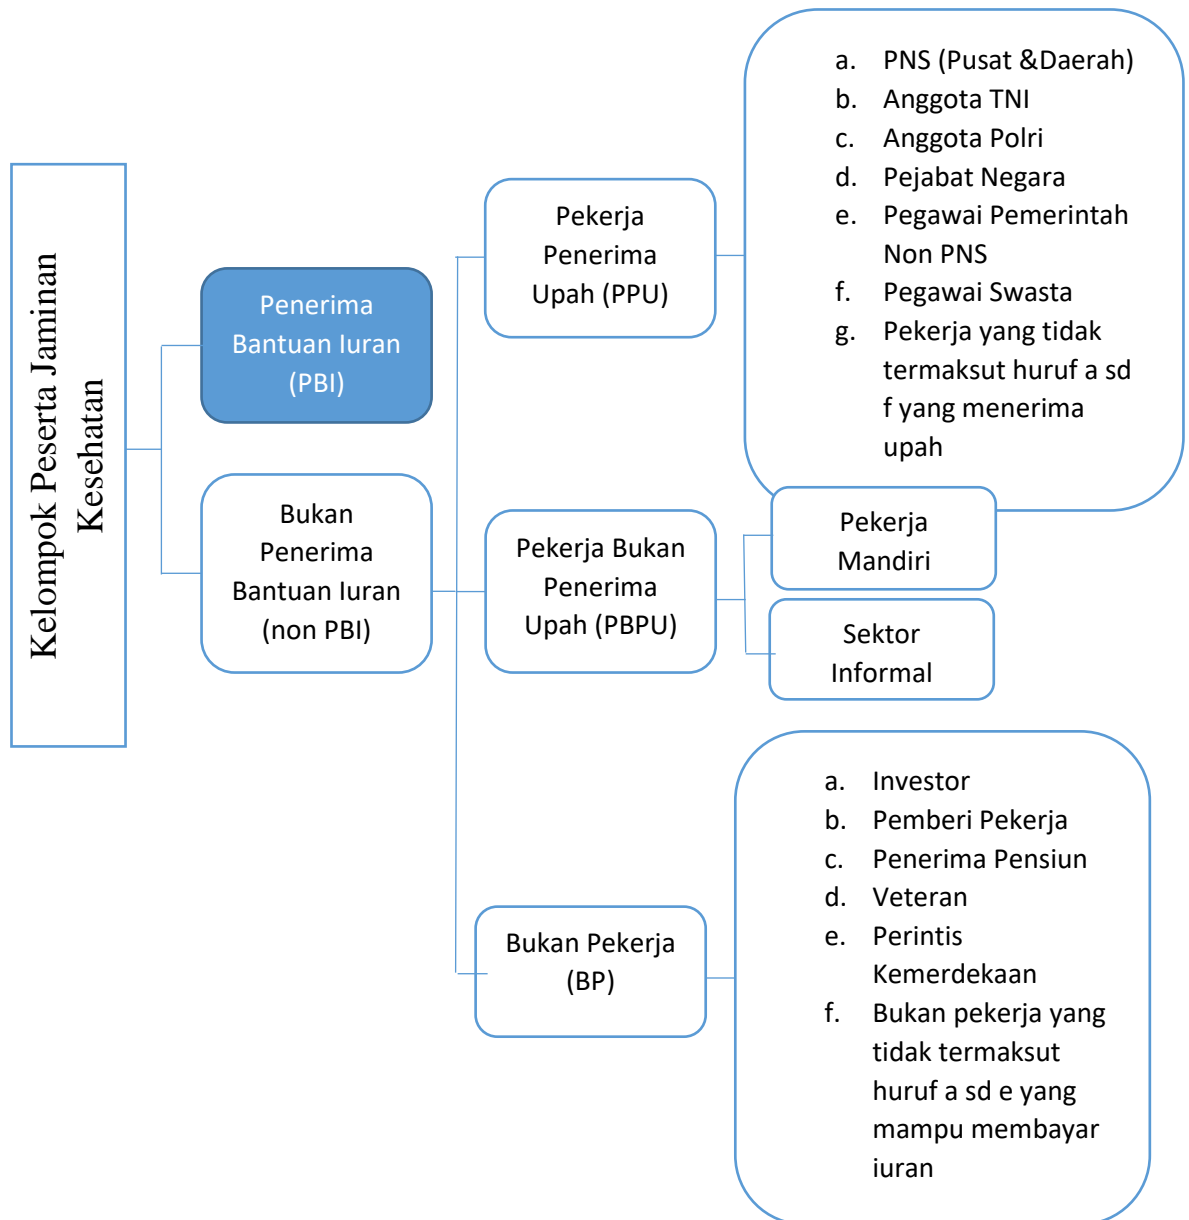 Kelompok Peserta Jaminan
Kesehatan
Penerima
Bantuan Iuran
(PBI)
Bukan
Penerima
Bantuan Iuran
(non PBI)
Pekerja
Penerima
Upah (PPU)
a. PNS (Pusat &Daerah)
b. Anggota TNI
c. Anggota Polri
d. Pejabat Negara
e. Pegawai Pemerintah
Non PNS
f. Pegawai Swasta
g. Pekerja yang tidak
termaksut huruf a sd
f yang menerima
upah
Pekerja Bukan
Penerima
Upah (PBPU)
Pekerja
Mandiri
Sektor
Informal
Bukan Pekerja
(BP)
a. Investor
b. Pemberi Pekerja
c. Penerima Pensiun
d. Veteran
e. Perintis
Kemerdekaan
f. Bukan pekerja yang
tidak termaksut
huruf a sd e yang
mampu membayar
iuran